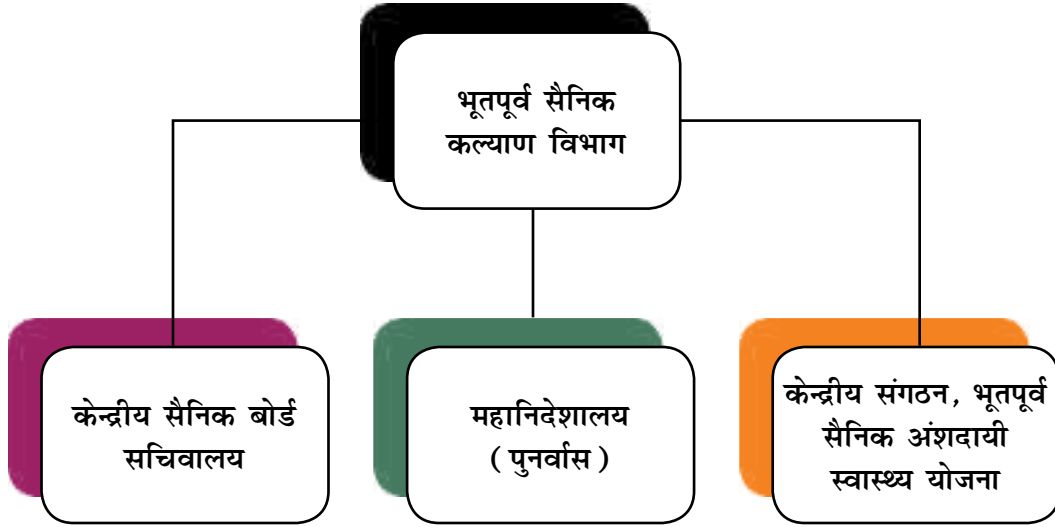 भूतपूर्व सैनिक
कल्याण विभाग
केन्द्रीय सैनिक बोर्ड
सचिवालय
महानिदेशालय
( पुनर्वास )
केन्द्रीय संगठन, भूतपूर्व
सैनिक अंशदायी
स्वास्थ्य योजना